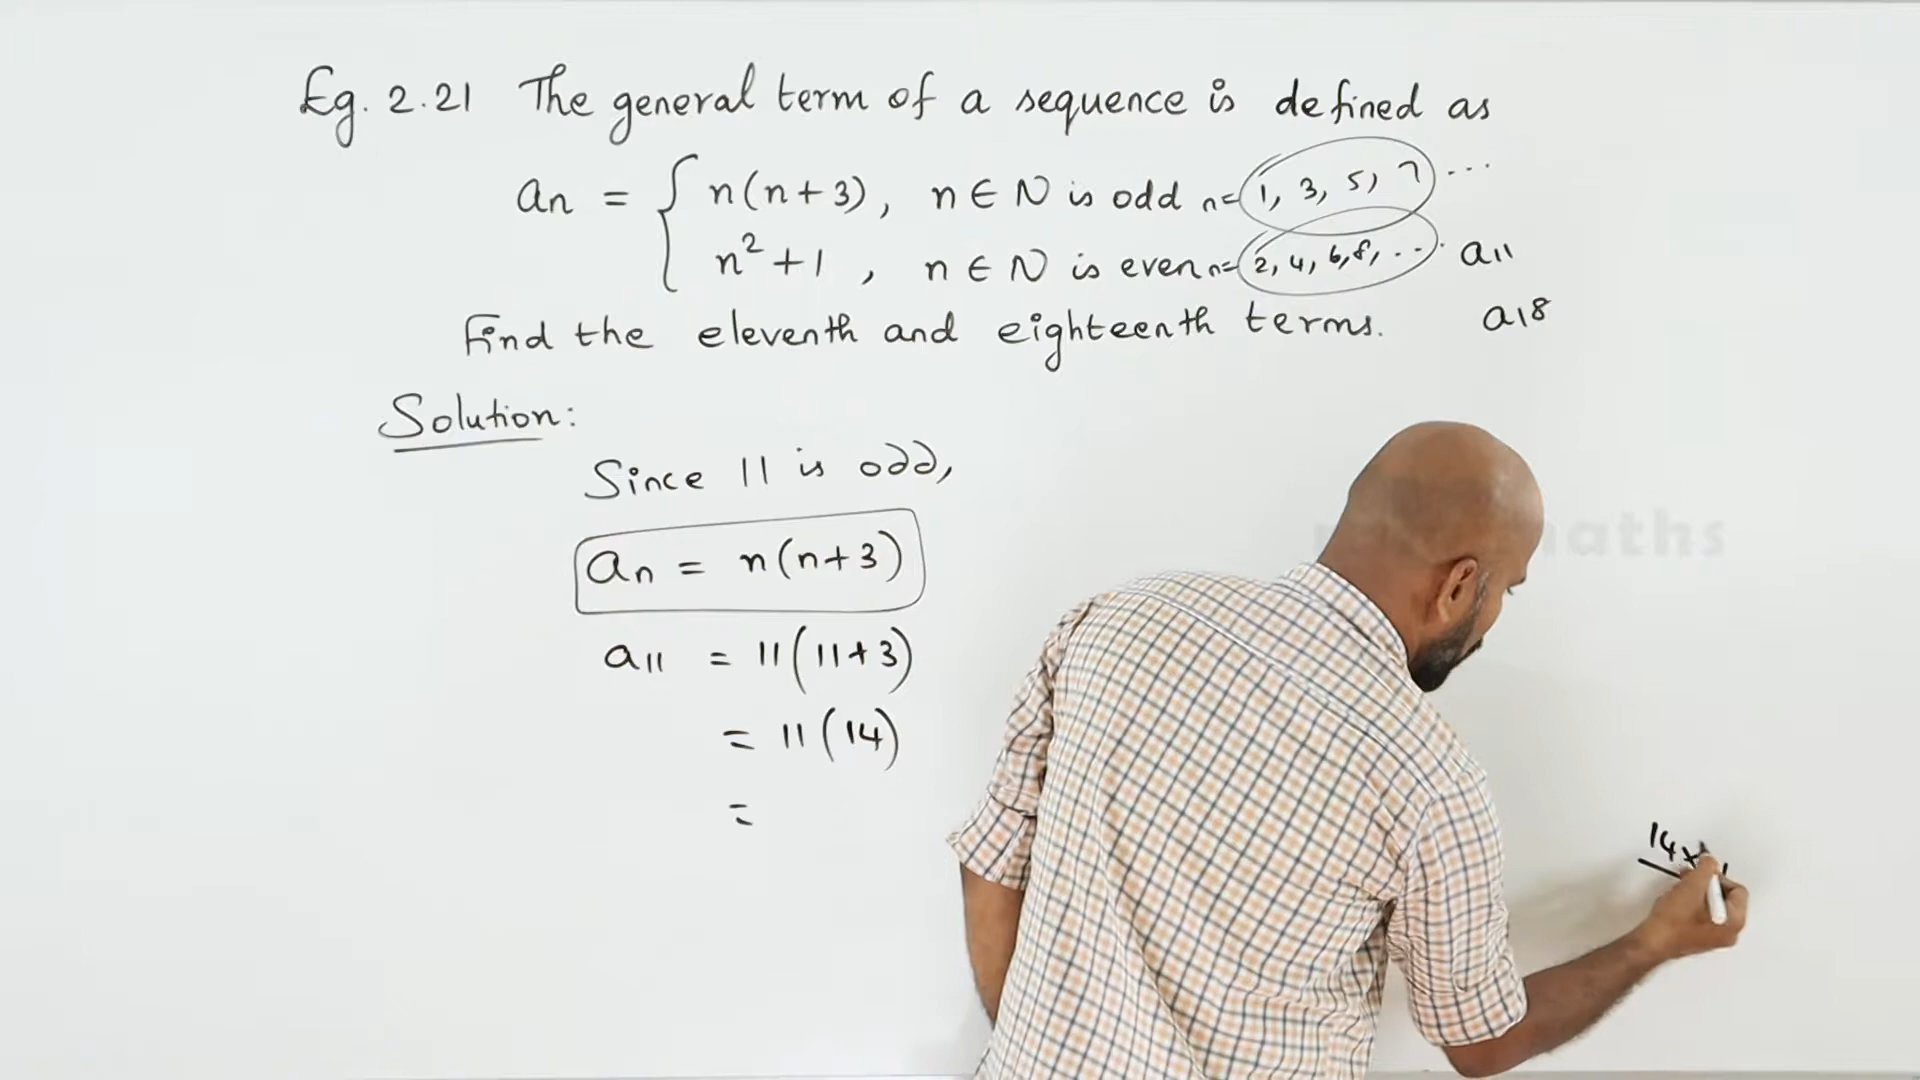 Eg. 2.21 The general term of a sequence is defined as
an = { n(n+3), n ∈ N is odd n= 1, 3, 5, 7 ...
n² + 1 , n ∈ N is even n= 2, 4, 6, 8, ... a11
Find the eleventh and eighteenth terms. a18
Solution:
Since 11 is odd,
an = n(n+3)
a11 = 11(11+3)
= 11(14)
=
14×
maths